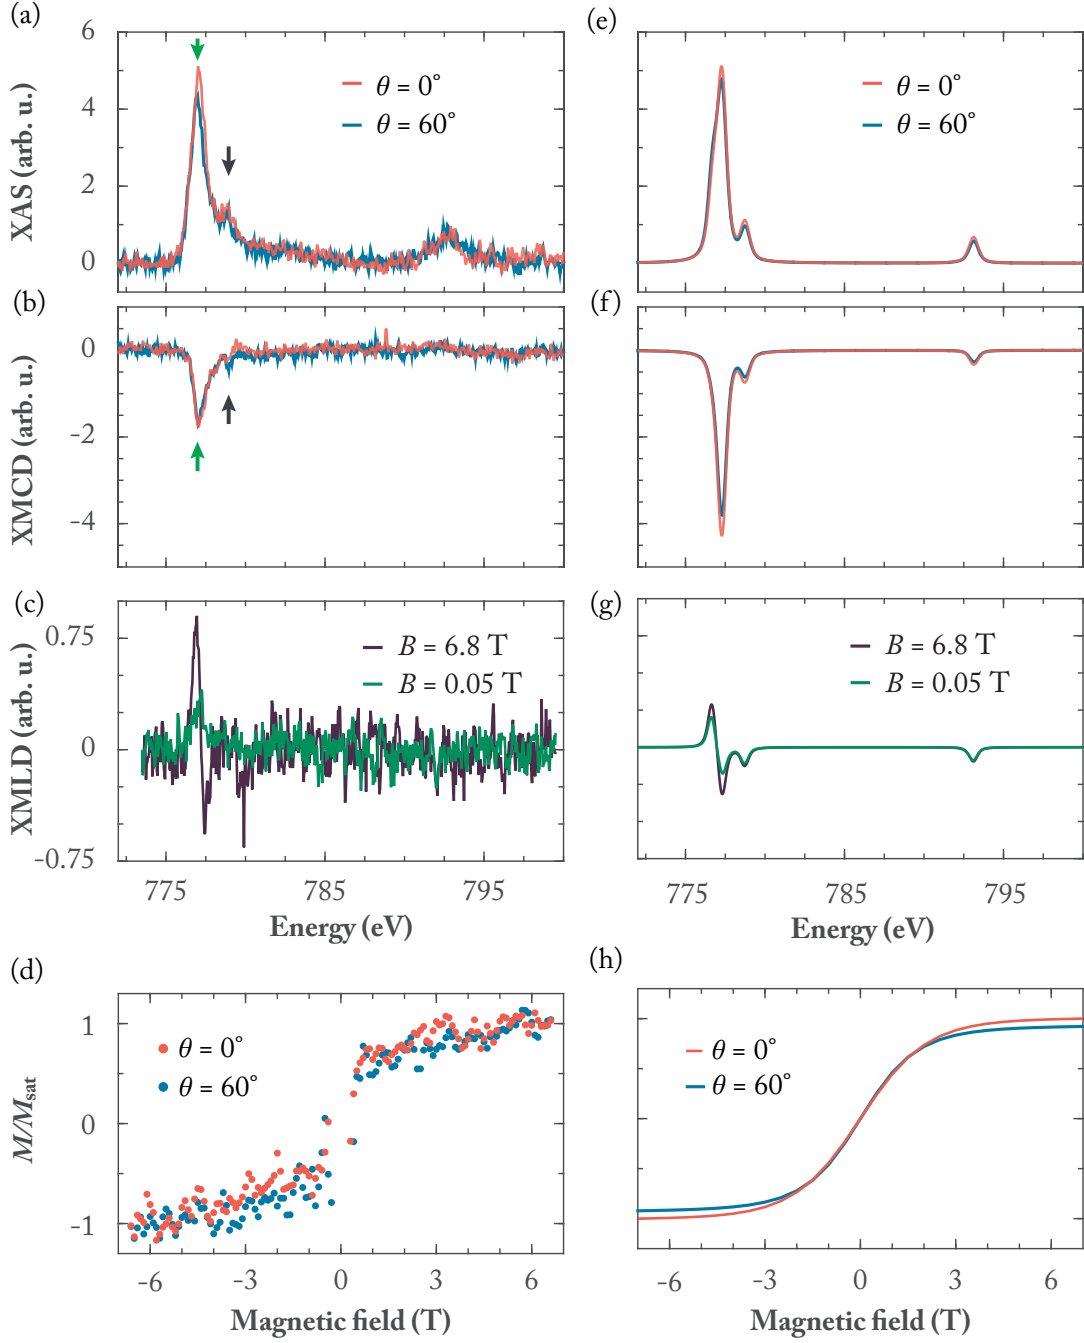 (a)
6
4
2
0
XAS (arb. u.)
θ = 0°
θ = 60°
(e)
θ = 0°
θ = 60°
(b)
0
-2
-4
XMCD (arb. u.)
(f)
(c)
0.75
0
-0.75
XMLD (arb. u.)
B = 6.8 T
B = 0.05 T
775 785 795
Energy (eV)
(g)
B = 6.8 T
B = 0.05 T
775 785 795
Energy (eV)
(d)
1
0
-1
M/Msat
θ = 0°
θ = 60°
-6 -3 0 3 6
Magnetic field (T)
(h)
θ = 0°
θ = 60°
-6 -3 0 3 6
Magnetic field (T)